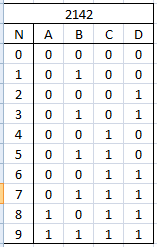 2142
N A B C D
0 0 0 0 0
1 0 1 0 0
2 0 0 0 1
3 0 1 0 1
4 0 0 1 0
5 0 1 1 0
6 0 0 1 1
7 0 1 1 1
8 1 0 1 1
9 1 1 1 1